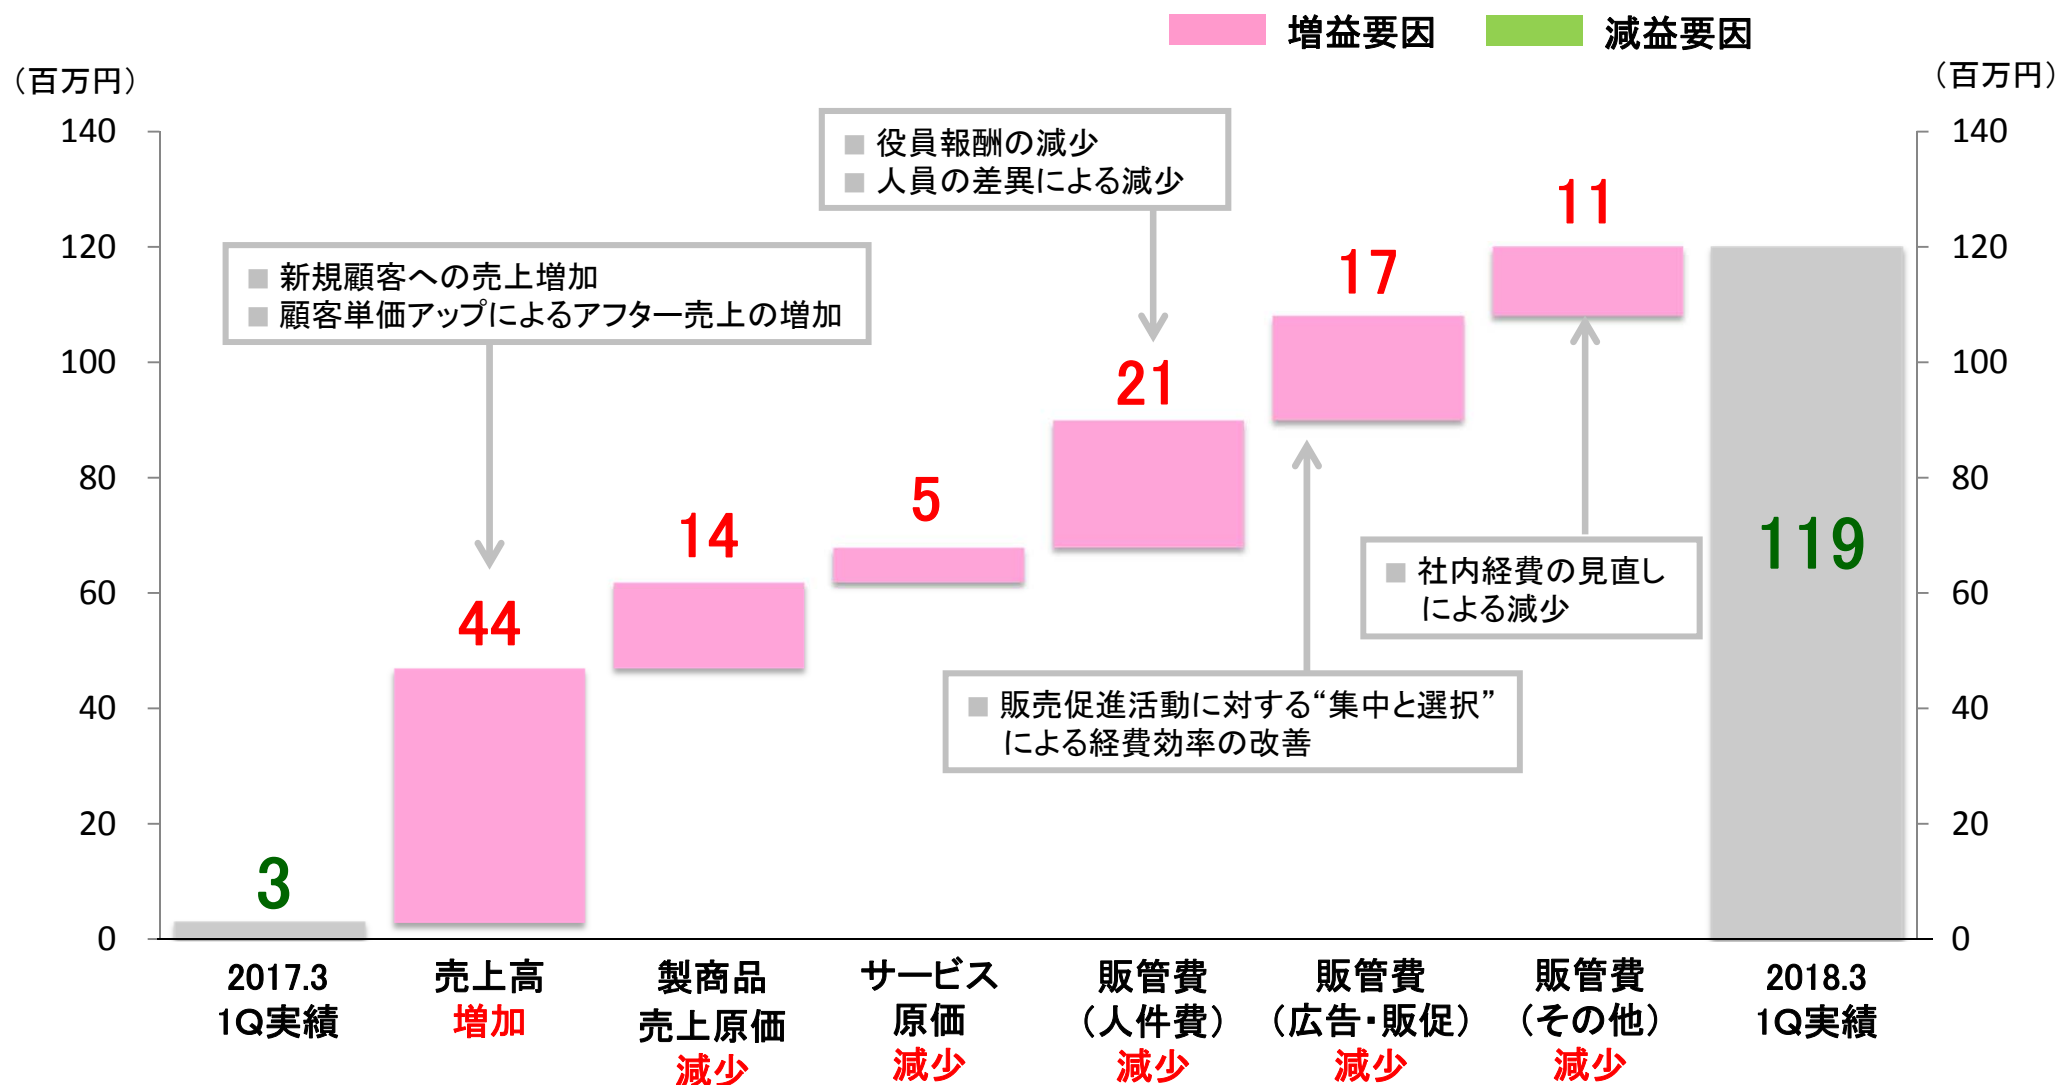 増益要因
減益要因
（百万円）
（百万円）
140
120
100
80
60
40
20
0
140
120
100
80
60
40
20
0
■ 役員報酬の減少
■ 人員の差異による減少
■ 新規顧客への売上増加
■ 顧客単価アップによるアフター売上の増加
■ 社内経費の見直し
による減少
■ 販売促進活動に対する“集中と選択”
による経費効率の改善
3
44
14
5
21
17
11
119
2017.3
1Q実績
売上高
増加
製商品
売上原価
減少
サービス
原価
減少
販管費
（人件費）
減少
販管費
（広告・販促）
減少
販管費
（その他）
減少
2018.3
1Q実績